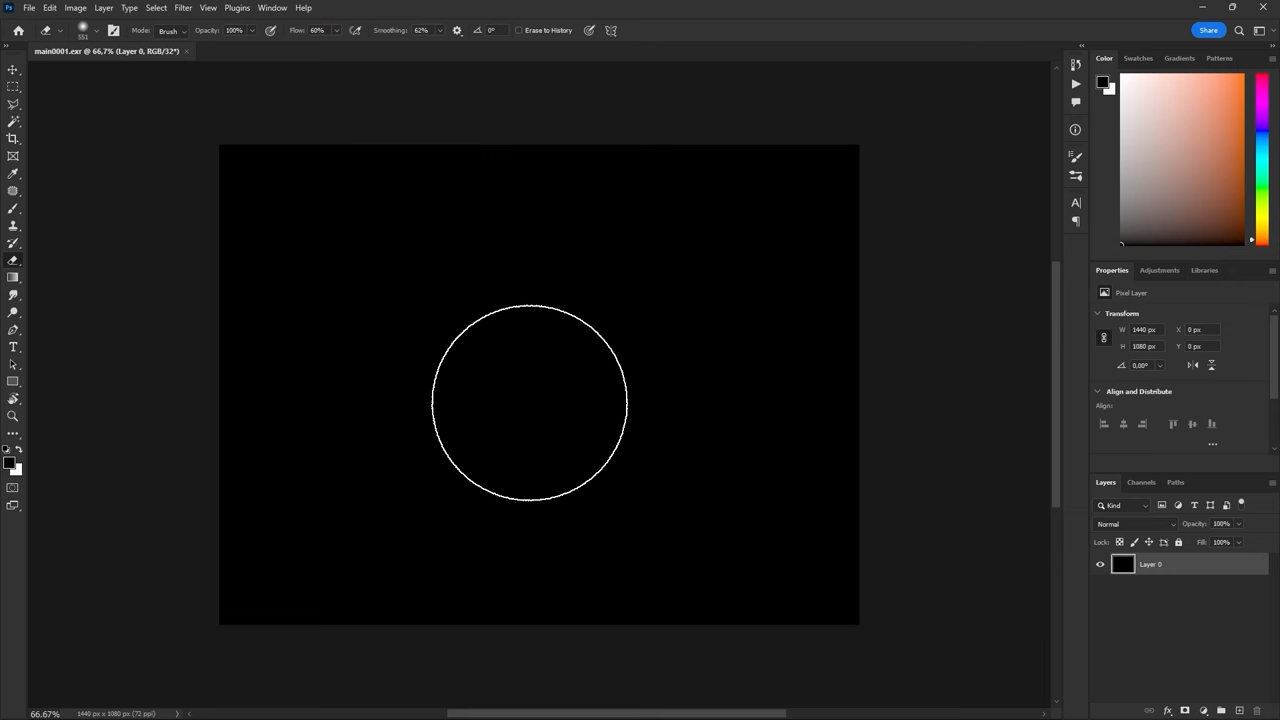 Ps File Edit Image Layer Type Select Filter View Plugins Window Help
551 Mode: Brush Opacity: 100% Flow: 60% Smoothing: 62% 0° Erase to History Share
main0001.exr @ 66,7% (Layer 0, RGB/32*) ×
Color Swatches Gradients Patterns
Properties Adjustments Libraries
Pixel Layer
Transform
W 1440 px X 0 px
H 1080 px Y 0 px
0,00°
Align and Distribute
Align:
Layers Channels Paths
Kind
Normal Opacity: 100%
Lock: Fill: 100%
Layer 0
66.67% 1440 px x 1080 px (72 ppi)